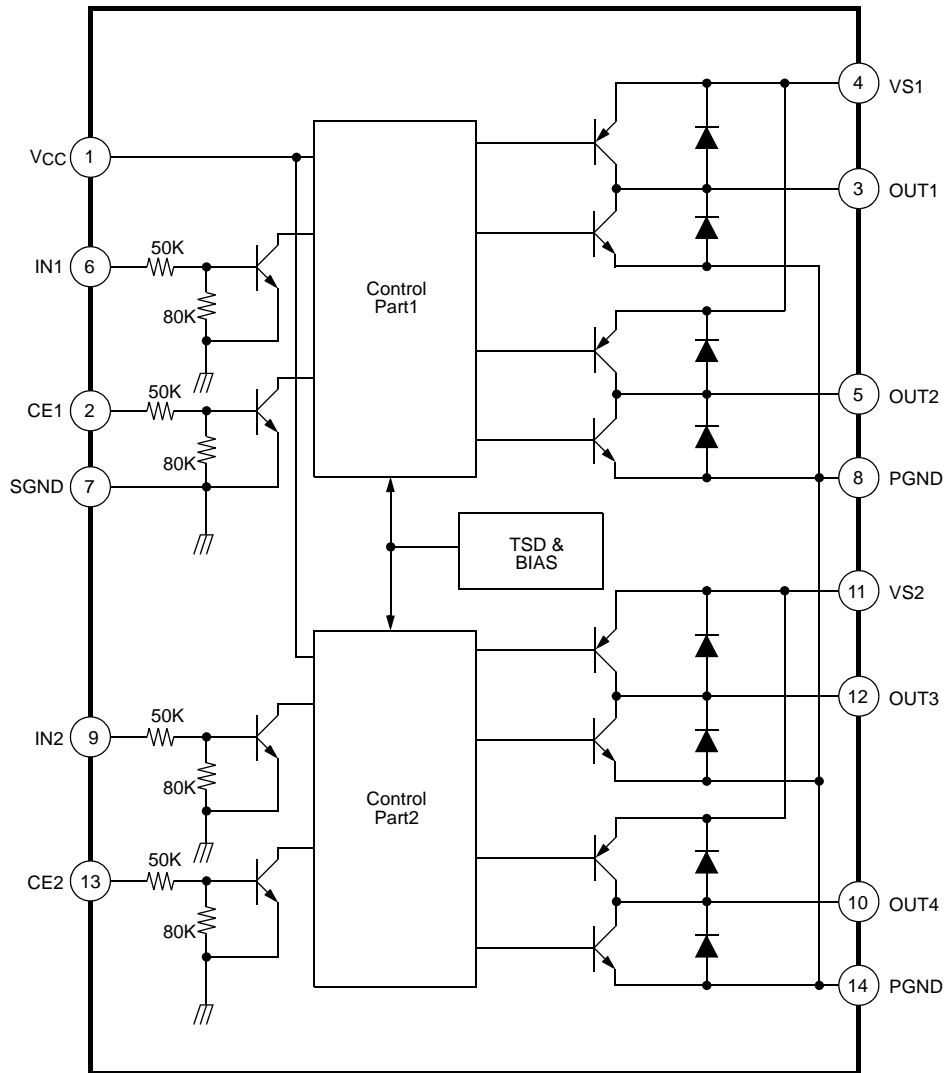 4 VS1
VCC 1
3 OUT1
50K
IN1 6
80K
Control
Part1
50K
CE1 2
5 OUT2
80K
SGND 7
8 PGND
TSD &
BIAS
11 VS2
12 OUT3
50K
IN2 9
80K
Control
Part2
50K
CE2 13
10 OUT4
80K
14 PGND